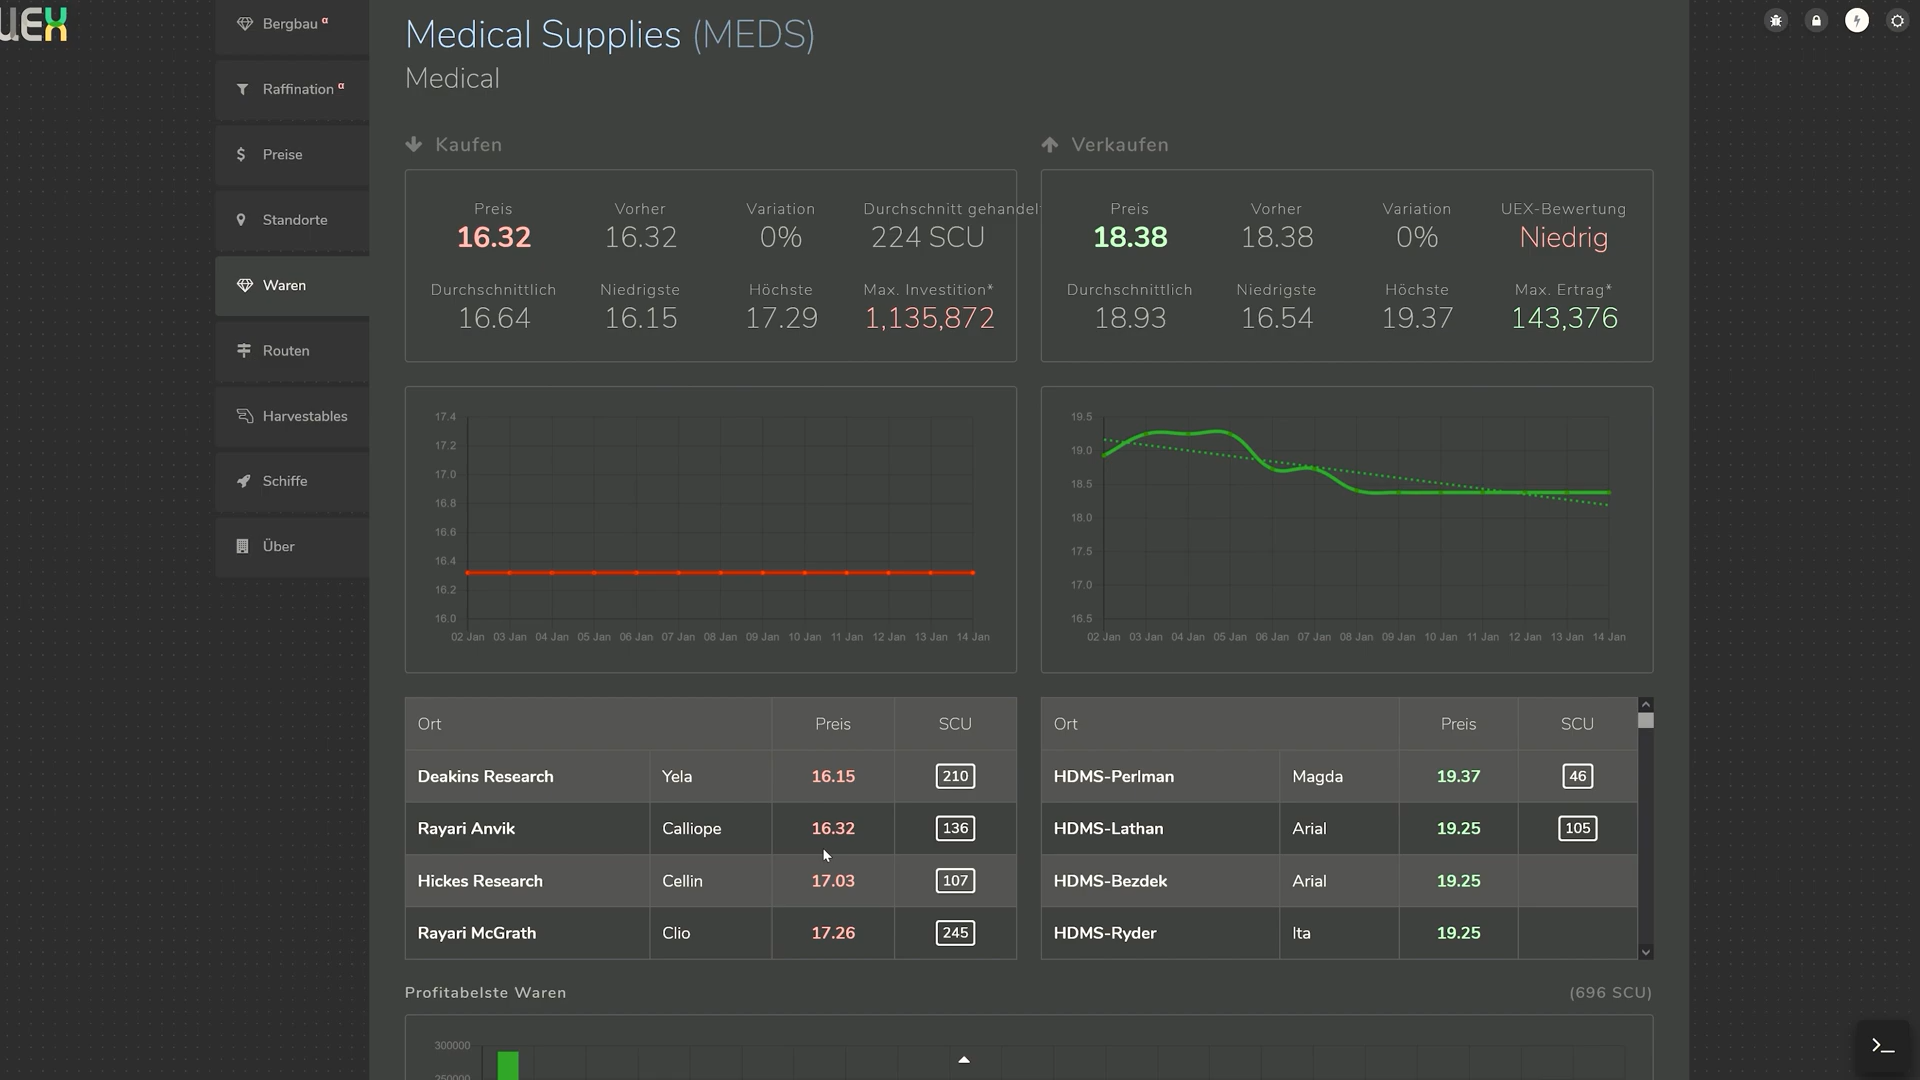 UEX
Bergbau α
Raffination α
Preise
Standorte
Waren
Routen
Harvestables
Schiffe
Über
Medical Supplies (MEDS)
Medical
Kaufen
Preis Vorher Variation Durchschnitt gehandel
16.32 16.32 0% 224 SCU
Durchschnittlich Niedrigste Höchste Max. Investition*
16.64 16.15 17.29 1,135,872
Verkaufen
Preis Vorher Variation UEX-Bewertung
18.38 18.38 0% Niedrig
Durchschnittlich Niedrigste Höchste Max. Ertrag*
18.93 16.54 19.37 143,376
17.4
17.2
17.0
16.8
16.6
16.4
16.2
16.0
02 Jan 03 Jan 04 Jan 05 Jan 06 Jan 07 Jan 08 Jan 09 Jan 10 Jan 11 Jan 12 Jan 13 Jan 14 Jan
19.5
19.0
18.5
18.0
17.5
17.0
16.5
02 Jan 03 Jan 04 Jan 05 Jan 06 Jan 07 Jan 08 Jan 09 Jan 10 Jan 11 Jan 12 Jan 13 Jan 14 Jan
Ort Preis SCU
Deakins Research Yela 16.15 210
Rayari Anvik Calliope 16.32 136
Hickes Research Cellin 17.03 107
Rayari McGrath Clio 17.26 245
Ort Preis SCU
HDMS-Perlman Magda 19.37 46
HDMS-Lathan Arial 19.25 105
HDMS-Bezdek Arial 19.25
HDMS-Ryder Ita 19.25
Profitabelste Waren (696 SCU)
300000
250000
>_